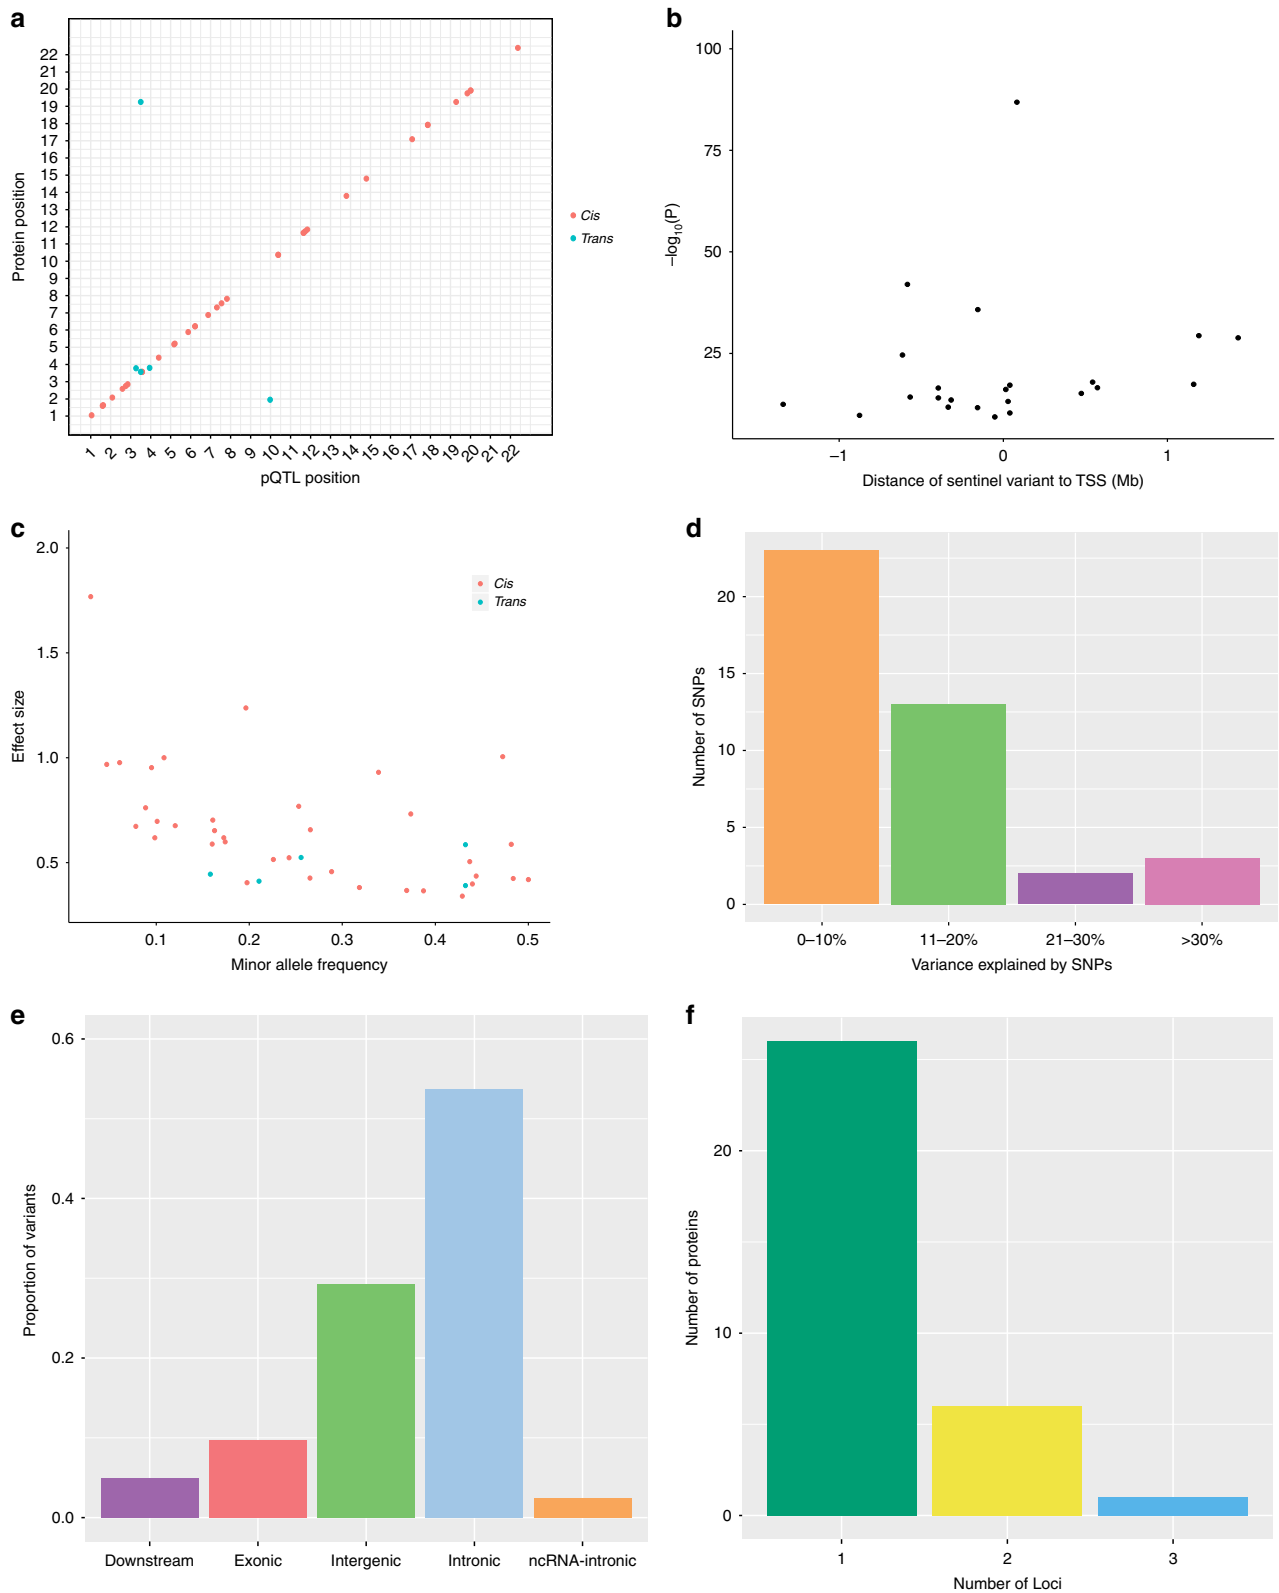 a
22
21
20
19
18
17
16
15
14
13
12
11
10
9
8
7
6
5
4
3
2
1
Protein position
1 2 3 4 5 6 7 8 9 10 11 12 13 14 15 16 17 18 19 20 21 22
pQTL position
Cis
Trans
b
100
75
50
25
–log10(P)
–1 0 1
Distance of sentinel variant to TSS (Mb)
c
2.0
1.5
1.0
0.5
Effect size
0.1 0.2 0.3 0.4 0.5
Minor allele frequency
Cis
Trans
d
20
15
10
5
0
Number of SNPs
0–10% 11–20% 21–30% >30%
Variance explained by SNPs
e
0.6
0.4
0.2
0.0
Proportion of variants
Downstream Exonic Intergenic Intronic ncRNA-intronic
f
20
10
0
Number of proteins
1 2 3
Number of Loci